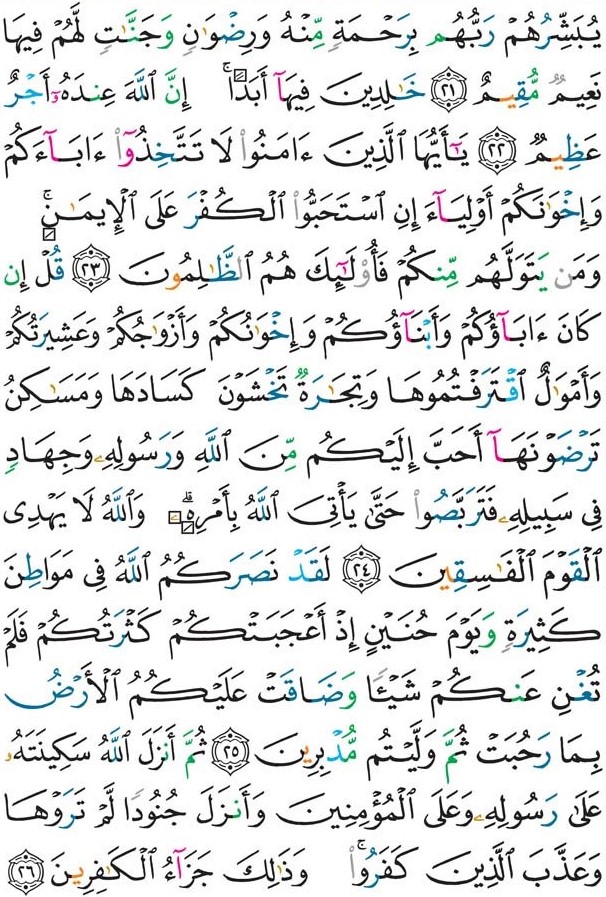 يُبَشِّرُهُمْ رَبُّهُم بِرَحْمَةٍ مِّنْهُ وَرِضْوَٰنٍ وَجَنَّـٰتٍ لَّهُمْ فِيهَا
نَعِيمٌ مُّقِيمٌ ٢١ خَـٰلِدِينَ فِيهَآ أَبَدًا ۚ إِنَّ ٱللَّهَ عِندَهُۥٓ أَجْرٌ
عَظِيمٌ ٢٢ يَـٰٓأَيُّهَا ٱلَّذِينَ ءَامَنُوا۟ لَا تَتَّخِذُوٓا۟ ءَابَآءَكُمْ
وَإِخْوَٰنَكُمْ أَوْلِيَآءَ إِنِ ٱسْتَحَبُّوا۟ ٱلْكُفْرَ عَلَى ٱلْإِيمَـٰنِ ۚ
وَمَن يَتَوَلَّهُم مِّنكُمْ فَأُو۟لَـٰٓئِكَ هُمُ ٱلظَّـٰلِمُونَ ٢٣ قُلْ إِن
كَانَ ءَابَآؤُكُمْ وَأَبْنَآؤُكُمْ وَإِخْوَٰنُكُمْ وَأَزْوَٰجُكُمْ وَعَشِيرَتُكُمْ
وَأَمْوَٰلٌ ٱقْتَرَفْتُمُوهَا وَتِجَـٰرَةٌ تَخْشَوْنَ كَسَادَهَا وَمَسَـٰكِنُ
تَرْضَوْنَهَآ أَحَبَّ إِلَيْكُم مِّنَ ٱللَّهِ وَرَسُولِهِۦ وَجِهَادٍ
فِى سَبِيلِهِۦ فَتَرَبَّصُوا۟ حَتَّىٰ يَأْتِىَ ٱللَّهُ بِأَمْرِهِۦ ۗ وَٱللَّهُ لَا يَهْدِى
ٱلْقَوْمَ ٱلْفَـٰسِقِينَ ٢٤ لَقَدْ نَصَرَكُمُ ٱللَّهُ فِى مَوَاطِنَ
كَثِيرَةٍ وَيَوْمَ حُنَيْنٍ إِذْ أَعْجَبَتْكُمْ كَثْرَتُكُمْ فَلَمْ
تُغْنِ عَنكُمْ شَيْـًٔا وَضَاقَتْ عَلَيْكُمُ ٱلْأَرْضُ
بِمَا رَحُبَتْ ثُمَّ وَلَّيْتُم مُّدْبِرِينَ ٢٥ ثُمَّ أَنزَلَ ٱللَّهُ سَكِينَتَهُۥ
عَلَىٰ رَسُولِهِۦ وَعَلَى ٱلْمُؤْمِنِينَ وَأَنزَلَ جُنُودًا لَّمْ تَرَوْهَا
وَعَذَّبَ ٱلَّذِينَ كَفَرُوا۟ ۚ وَذَٰلِكَ جَزَآءُ ٱلْكَـٰفِرِينَ ٢٦